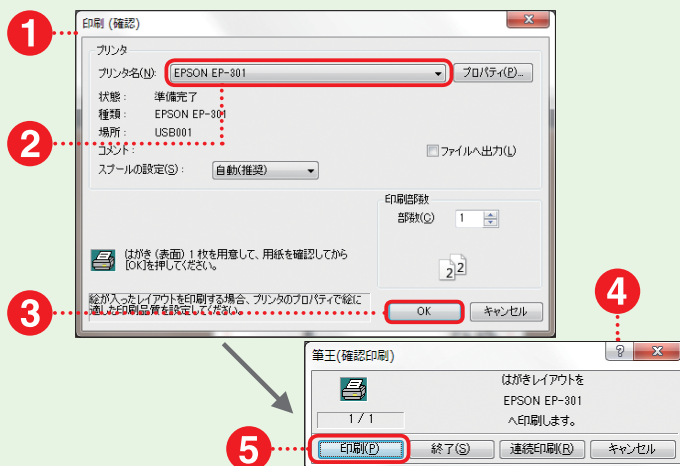 1
印刷 (確認)
プリンタ
プリンタ名(N): EPSON EP-301 プロパティ(P)...
状態: 準備完了
種類: EPSON EP-301
2
場所: USB001
コメント:
ファイルへ出力(L)
スプールの設定(S): 自動(推奨)
印刷部数
部数(C) 1
はがき (表面) 1 枚を用意して、用紙を確認してから
[OK]を押してください。
2 2
絵が入ったレイアウトを印刷する場合、プリンタのプロパティで絵に
適した印刷品質を設定してください。
3
OK キャンセル
4
筆王(確認印刷) ?
はがきレイアウトを
EPSON EP-301
1 / 1
へ印刷します。
5
印刷(P) 終了(S) 連続印刷(R) キャンセル